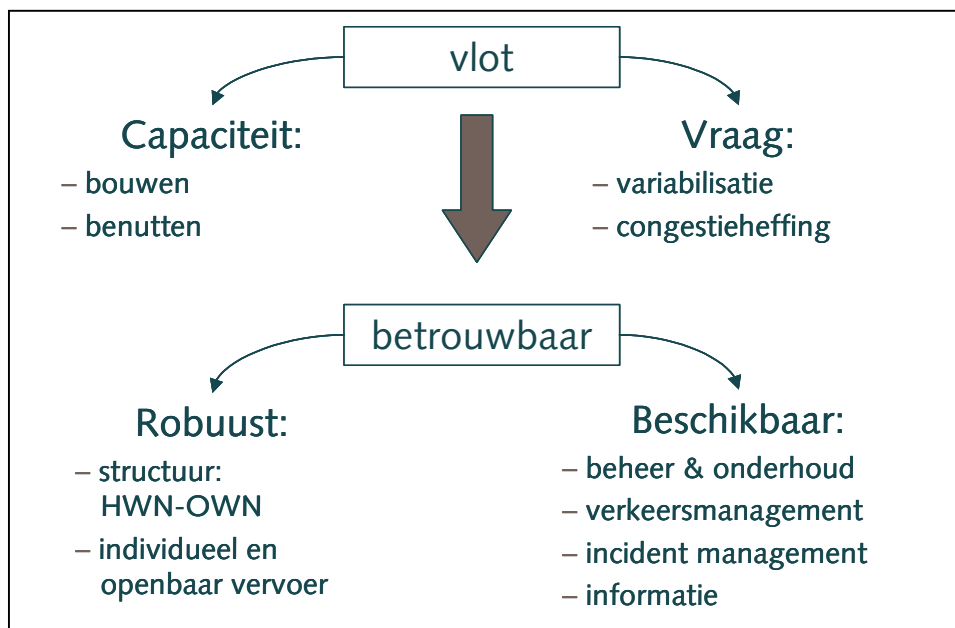 vlot
Capaciteit:
– bouwen
– benutten
Vraag:
– variabilisatie
– congestieheffing
betrouwbaar
Robuust:
– structuur:
HWN-OWN
– individueel en
openbaar vervoer
Beschikbaar:
– beheer & onderhoud
– verkeersmanagement
– incident management
– informatie